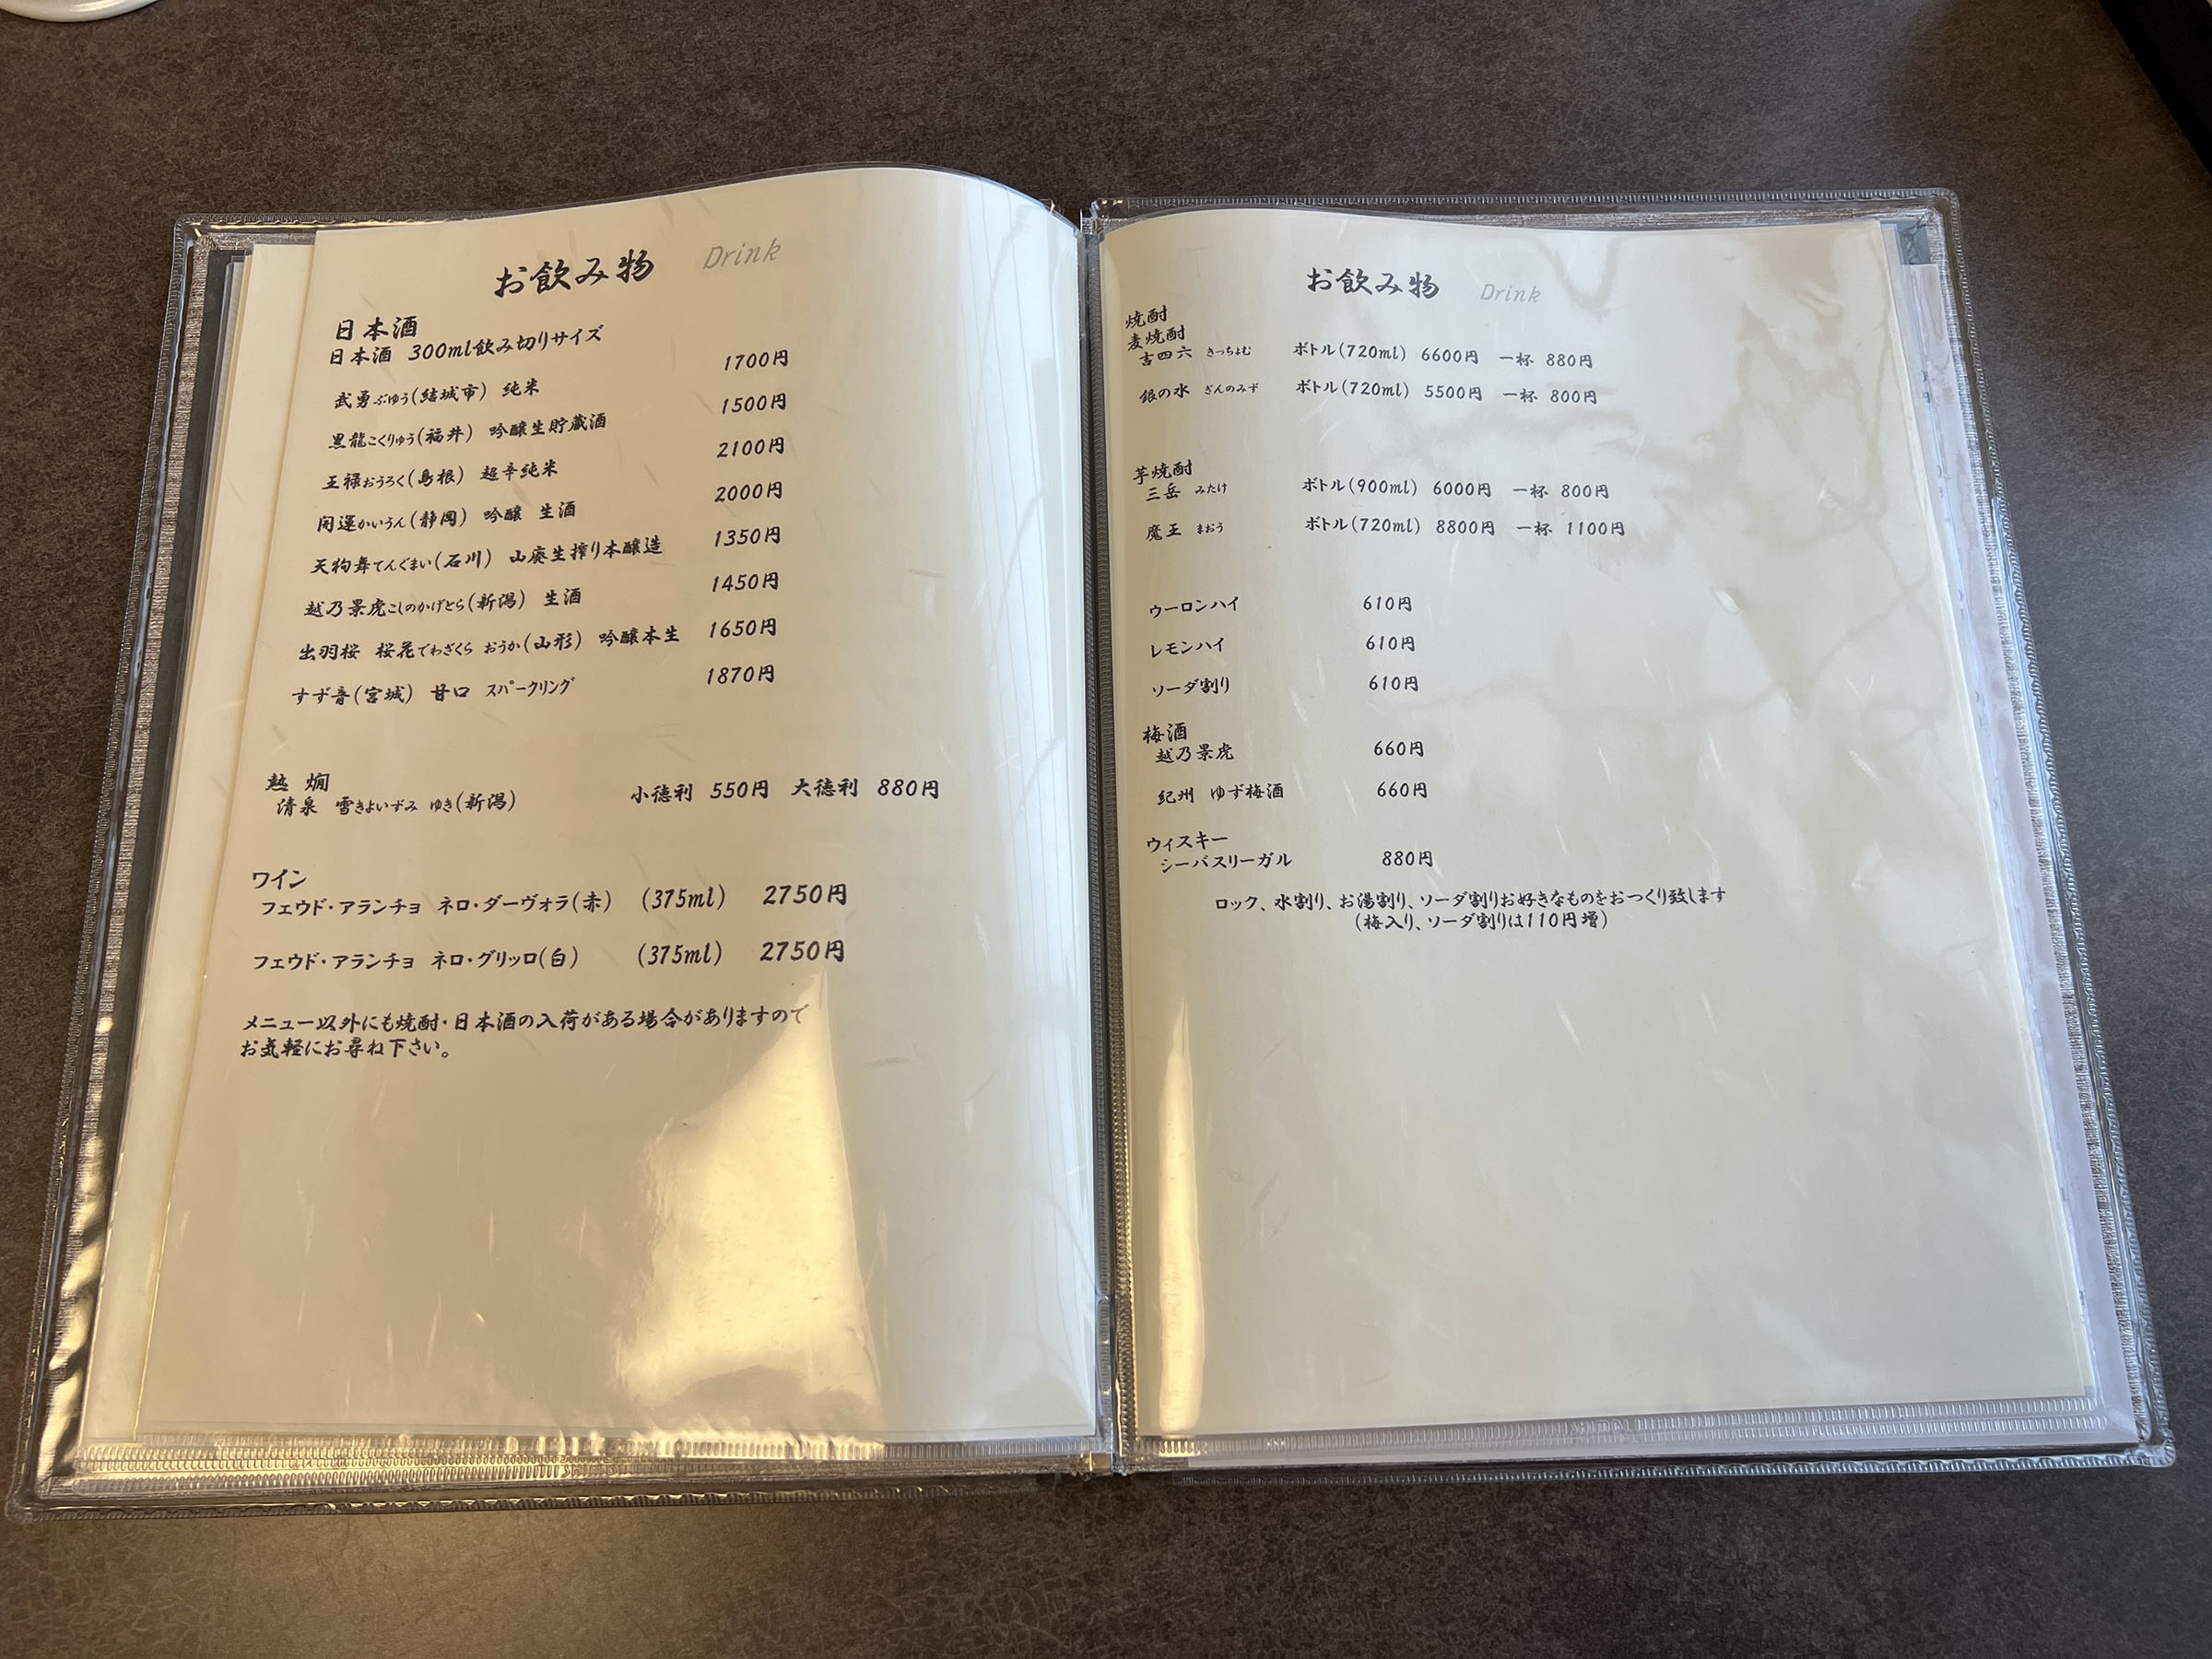 お飲み物 Drink
日本酒
日本酒 300ml飲み切りサイズ
武勇ぶゆう(結城市) 純米 1700円
黒龍こくりゅう(福井) 吟醸生貯蔵酒 1500円
王禄おうろく(島根) 超辛純米 2100円
開運かいうん(静岡) 吟醸 生酒 2000円
天狗舞てんぐまい(石川) 山廃生搾り本醸造 1350円
越乃景虎こしのかげとら(新潟) 生酒 1450円
出羽桜 桜花でわざくら おうか(山形) 吟醸本生 1650円
すず音(宮城) 甘口 スパークリング 1870円
熱 燗
清泉 雪きよいずみ ゆき(新潟) 小徳利 550円 大徳利 880円
ワイン
フェウド・アランチョ ネロ・ダーヴォラ(赤) (375ml) 2750円
フェウド・アランチョ ネロ・グリッロ(白) (375ml) 2750円
メニュー以外にも焼酎・日本酒の入荷がある場合がありますので
お気軽にお尋ね下さい。
お飲み物 Drink
焼酎
麦焼酎
吉四六 きっちょむ ボトル(720ml) 6600円 一杯 880円
銀の水 ぎんのみず ボトル(720ml) 5500円 一杯 800円
芋焼酎
三岳 みたけ ボトル(900ml) 6000円 一杯 800円
魔王 まおう ボトル(720ml) 8800円 一杯 1100円
ウーロンハイ 610円
レモンハイ 610円
ソーダ割り 610円
梅酒
越乃景虎 660円
紀州 ゆず梅酒 660円
ウィスキー
シーバスリーガル 880円
ロック、水割り、お湯割り、ソーダ割りお好きなものをおつくり致します
(梅入り、ソーダ割りは110円増)